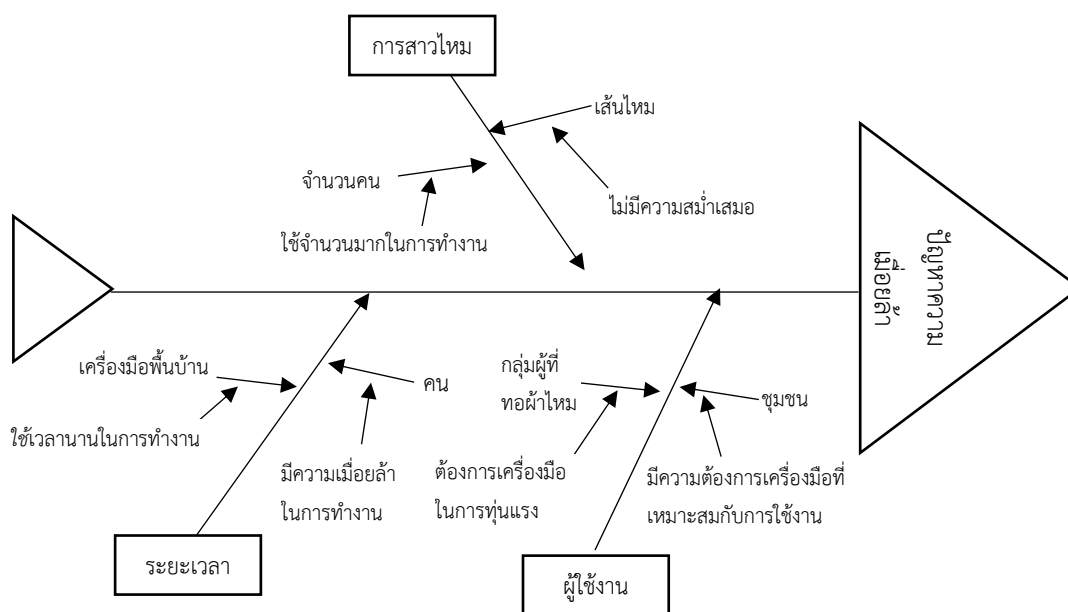 การสาวไหม
เส้นไหม
จำนวนคน
ไม่มีความสม่ำเสมอ
ใช้จำนวนมากในการทำงาน
ปัญหาความ
เมื่อยล้า
เครื่องมือพื้นบ้าน
คน
ใช้เวลานานในการทำงาน
มีความเมื่อยล้า
ในการทำงาน
กลุ่มผู้ที่
ทอผ้าไหม
ชุมชน
ต้องการเครื่องมือ
ในการทุ่นแรง
มีความต้องการเครื่องมือที่
เหมาะสมกับการใช้งาน
ระยะเวลา
ผู้ใช้งาน